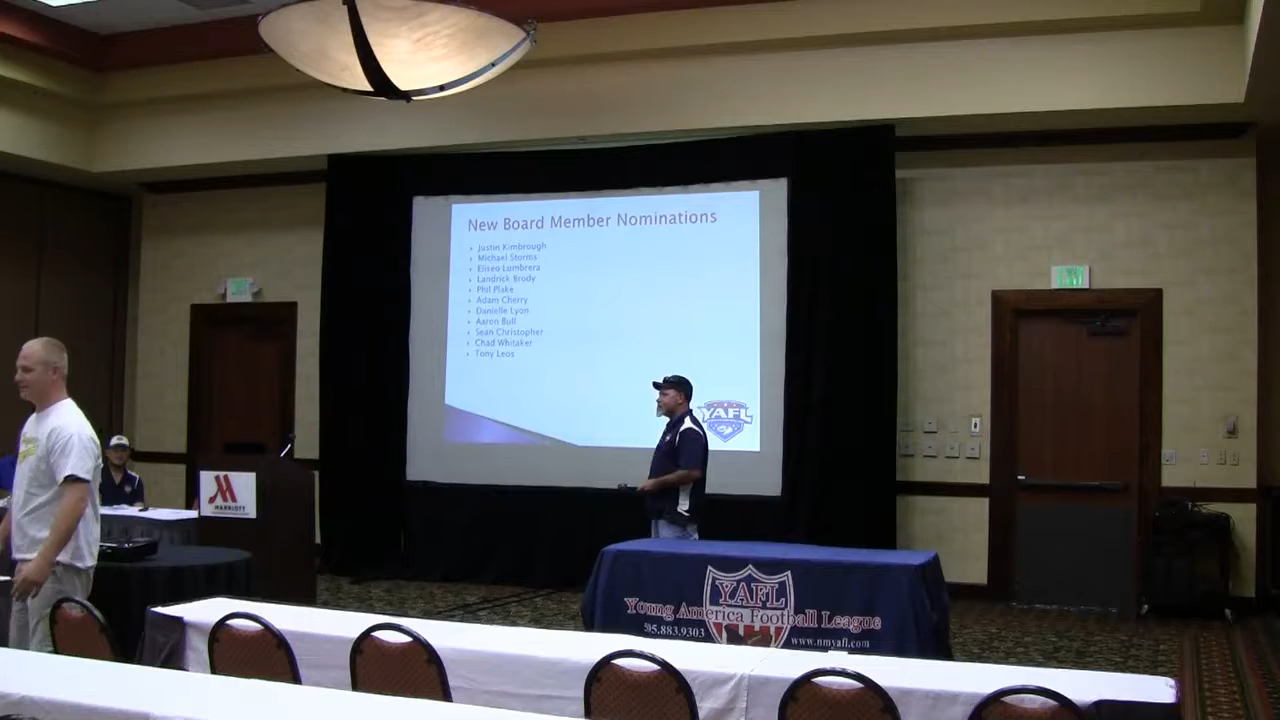 New Board Member Nominations
Justin Kimbrough
Michael Storms
Eliseo Lumbrera
Landrick Brody
Phil Plake
Adam Cherry
Danielle Lyon
Aaron Bull
Sean Christopher
Chad Whitaker
Tony Leos
YAFL
MARRIOTT
YAFL
Young America Football League
505.883.9303
www.nmyafl.com